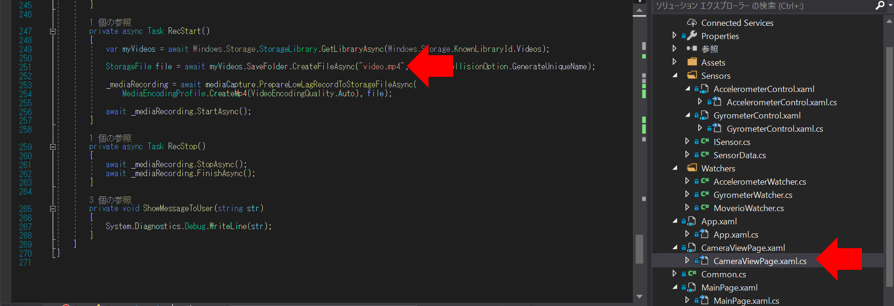 245
}
246
1 個の参照
247
private async Task RecStart()
248
{
249
var myVideos = await Windows.Storage.StorageLibrary.GetLibraryAsync(Windows.Storage.KnownLibraryId.Videos);
250
251
StorageFile file = await myVideos.SaveFolder.CreateFileAsync("video.mp4", ollisionOption.GenerateUniqueName);
252
253
_mediaRecording = await mediaCapture.PrepareLowLagRecordToStorageFileAsync(
254
MediaEncodingProfile.CreateMp4(VideoEncodingQuality.Auto), file);
255
256
await _mediaRecording.StartAsync();
257
}
258
1 個の参照
259
private async Task RecStop()
260
{
261
await _mediaRecording.StopAsync();
262
await _mediaRecording.FinishAsync();
263
}
264
3 個の参照
265
private void ShowMessageToUser(string str)
266
{
267
System.Diagnostics.Debug.WriteLine(str);
268
}
269
}
270
}
271
ソリューション エクスプローラー の検索 (Ctrl+;)
Connected Services
Properties
参照
Assets
Sensors
AccelerometerControl.xaml
AccelerometerControl.xaml.cs
GyrometerControl.xaml
GyrometerControl.xaml.cs
ISensor.cs
SensorData.cs
Watchers
AccelerometerWatcher.cs
GyrometerWatcher.cs
MoverioWatcher.cs
App.xaml
App.xaml.cs
CameraViewPage.xaml
CameraViewPage.xaml.cs
Common.cs
MainPage.xaml
MainPage.xaml.cs